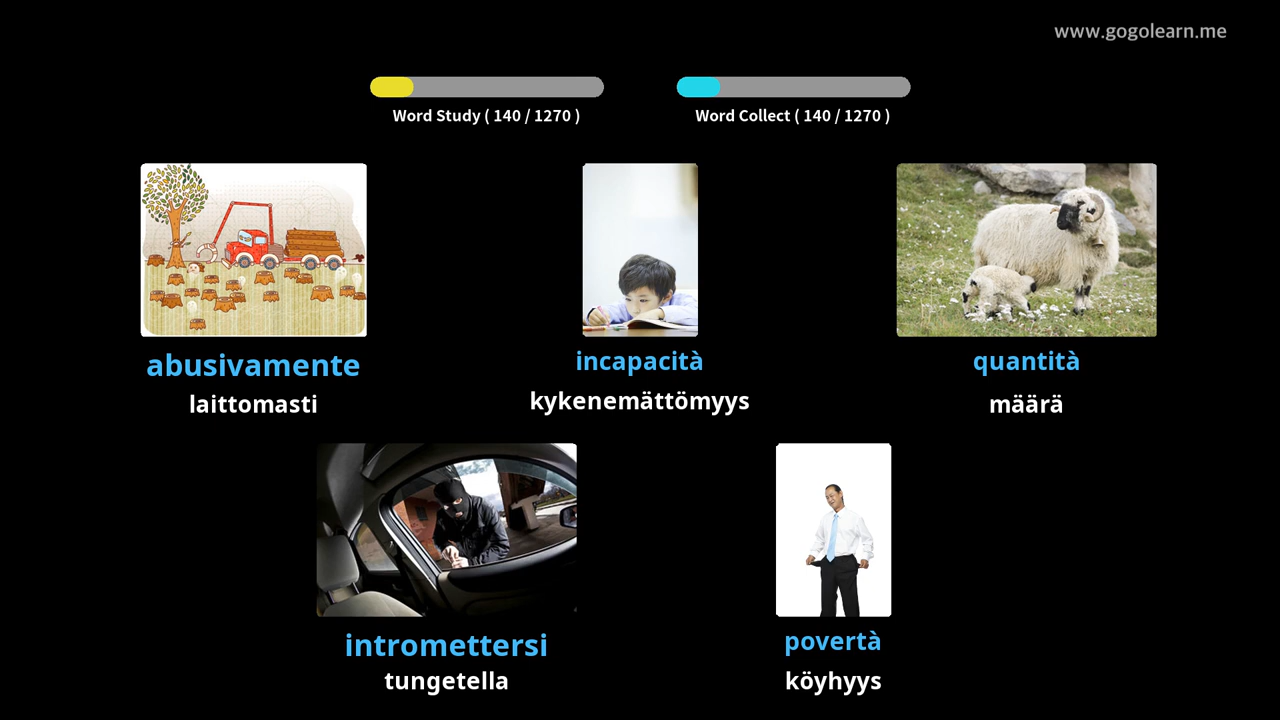 www.gogolearn.me
Word Study ( 140 / 1270 )
Word Collect ( 140 / 1270 )
abusivamente
laittomasti
incapacità
kykenemättömyys
quantità
määrä
intromettersi
tungetella
povertà
köyhyys